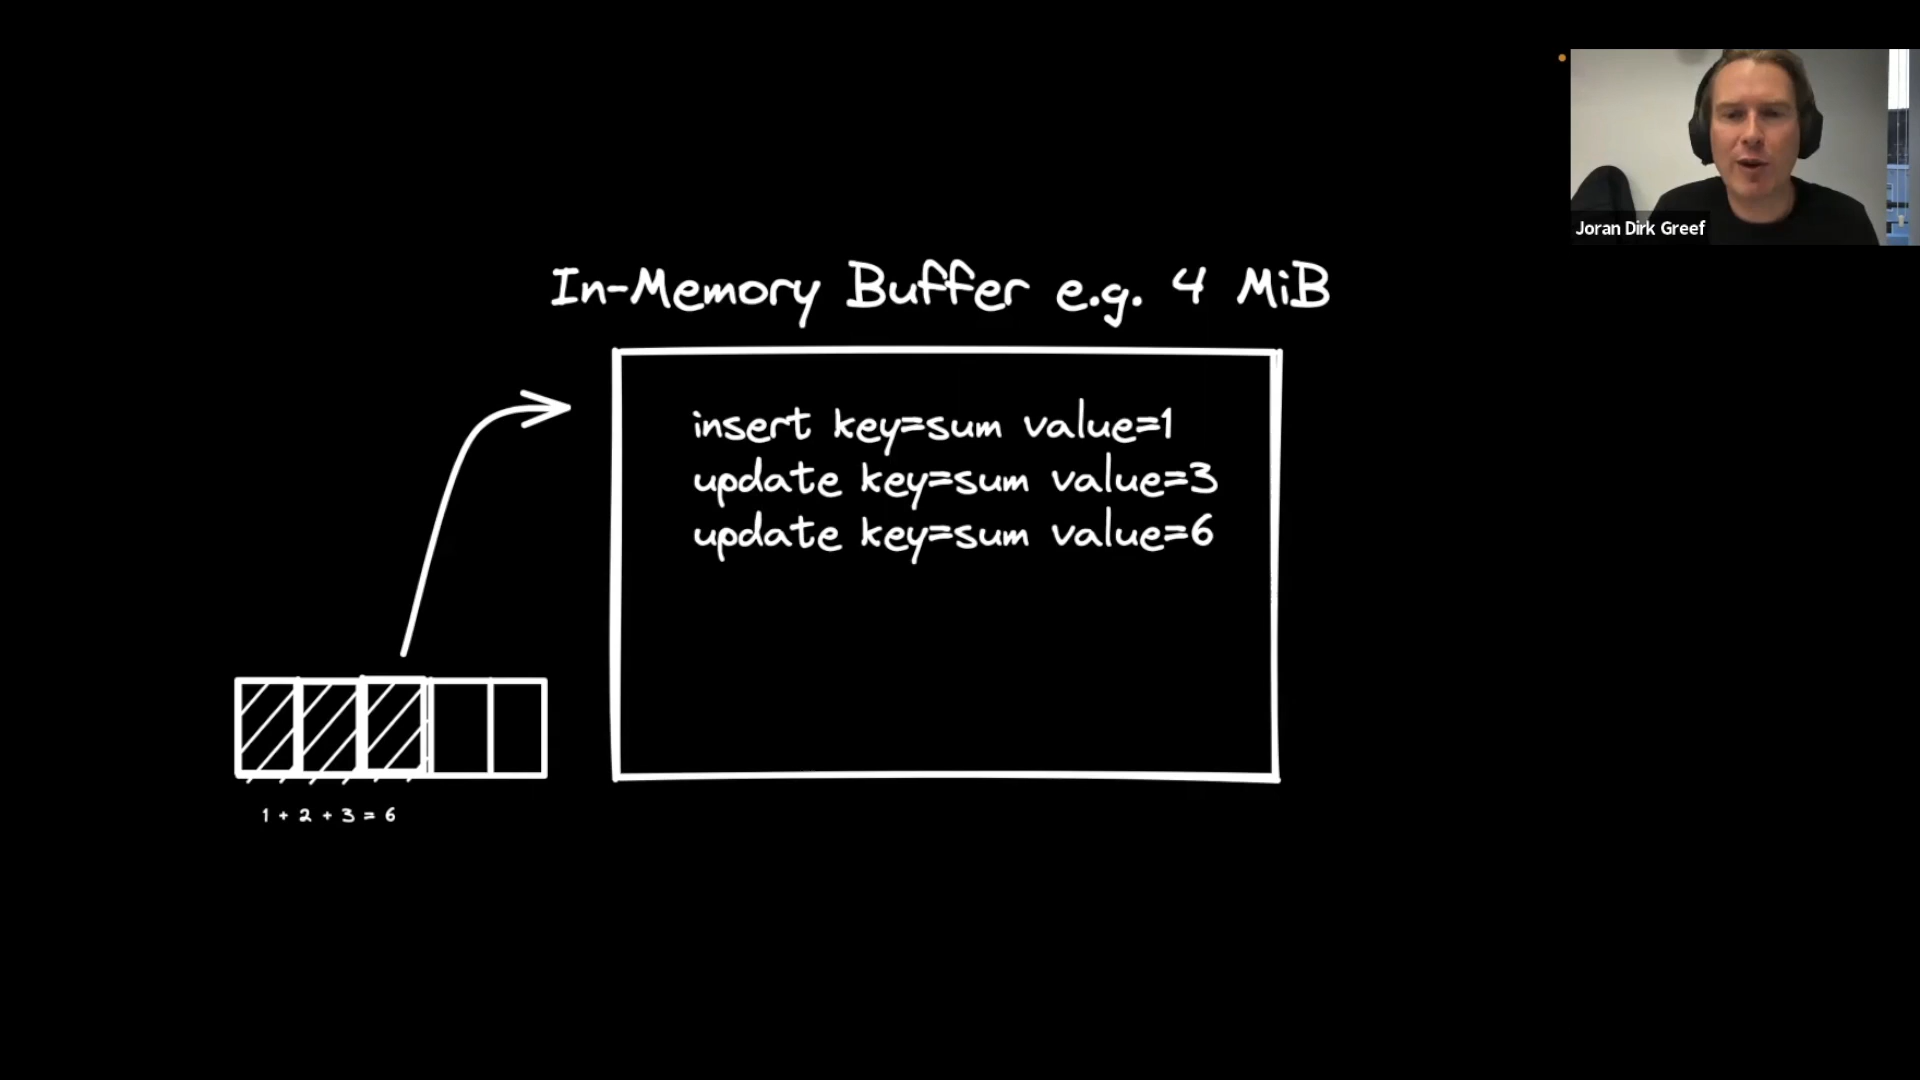 In-Memory Buffer e.g. 4 MiB
insert key=sum value=1
update key=sum value=3
update key=sum value=6
1 + 2 + 3 = 6
Joran Dirk Greef